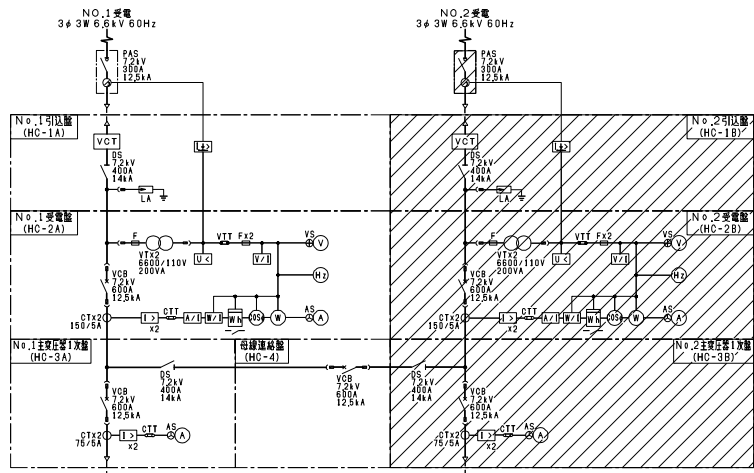 NO.1受電
3φ3W 6.6kV 60Hz
NO.2受電
3φ3W 6.6kV 60Hz
PAS
7.2kV
300A
12.5kA
PAS
7.2kV
300A
12.5kA
No.1引込盤
(HC-1A)
VCT
DS
7.2kV
400A
14kA
LA
No.2引込盤
(HC-1B)
VCT
DS
7.2kV
400A
14kA
LA
No.1受電盤
(HC-2A)
F
VTx2
6600/110V
200VA
VTT
Fx2
VS
V
U<
V/I
Hz
VCB
7.2kV
600A
12.5kA
CTx2
150/5A
I>
x2
CTT
A/I
W/I
Wh
cosφ
W
AS
A
No.2受電盤
(HC-2B)
F
VTx2
6600/110V
200VA
VTT
Fx2
VS
V
U<
V/I
Hz
VCB
7.2kV
600A
12.5kA
CTx2
150/5A
I>
x2
CTT
A/I
W/I
Wh
cosφ
W
AS
A
No.1主変圧器1次盤
(HC-3A)
母線連絡盤
(HC-4)
No.2主変圧器1次盤
(HC-3B)
DS
7.2kV
400A
14kA
VCB
7.2kV
600A
12.5kA
DS
7.2kV
400A
14kA
VCB
7.2kV
600A
12.5kA
CTx2
75/5A
I>
x2
CTT
AS
A
VCB
7.2kV
600A
12.5kA
CTx2
75/5A
I>
x2
CTT
AS
A